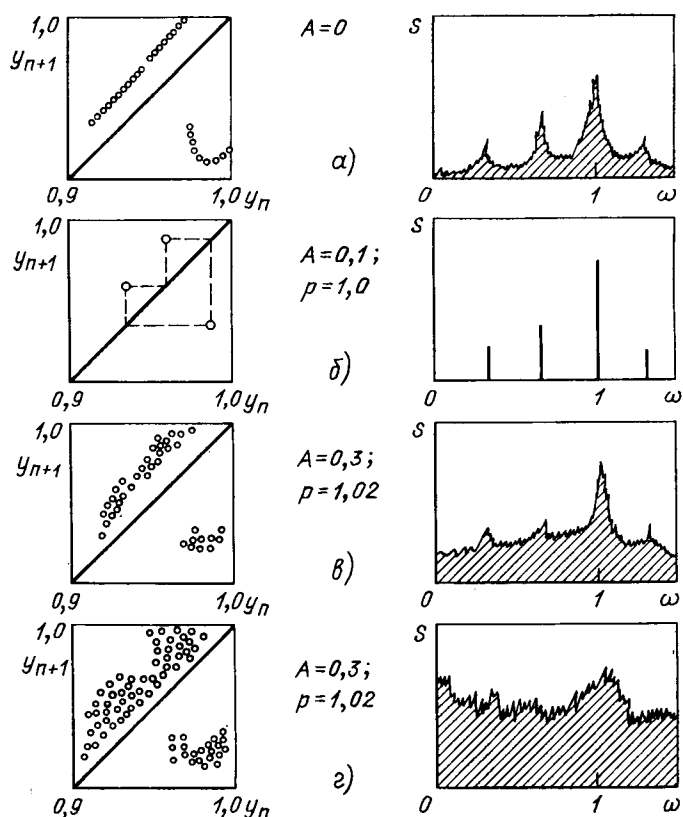 1,0
y_{n+1}
0,9
1,0 y_n
A=0
а)
S
0
1
ω
1,0
y_{n+1}
0,9
1,0 y_n
A=0,1;
p=1,0
б)
S
0
1
ω
1,0
y_{n+1}
0,9
1,0 y_n
A=0,3;
p=1,02
в)
S
0
1
ω
1,0
y_{n+1}
0,9
1,0 y_n
A=0,3;
p=1,02
г)
S
0
1
ω